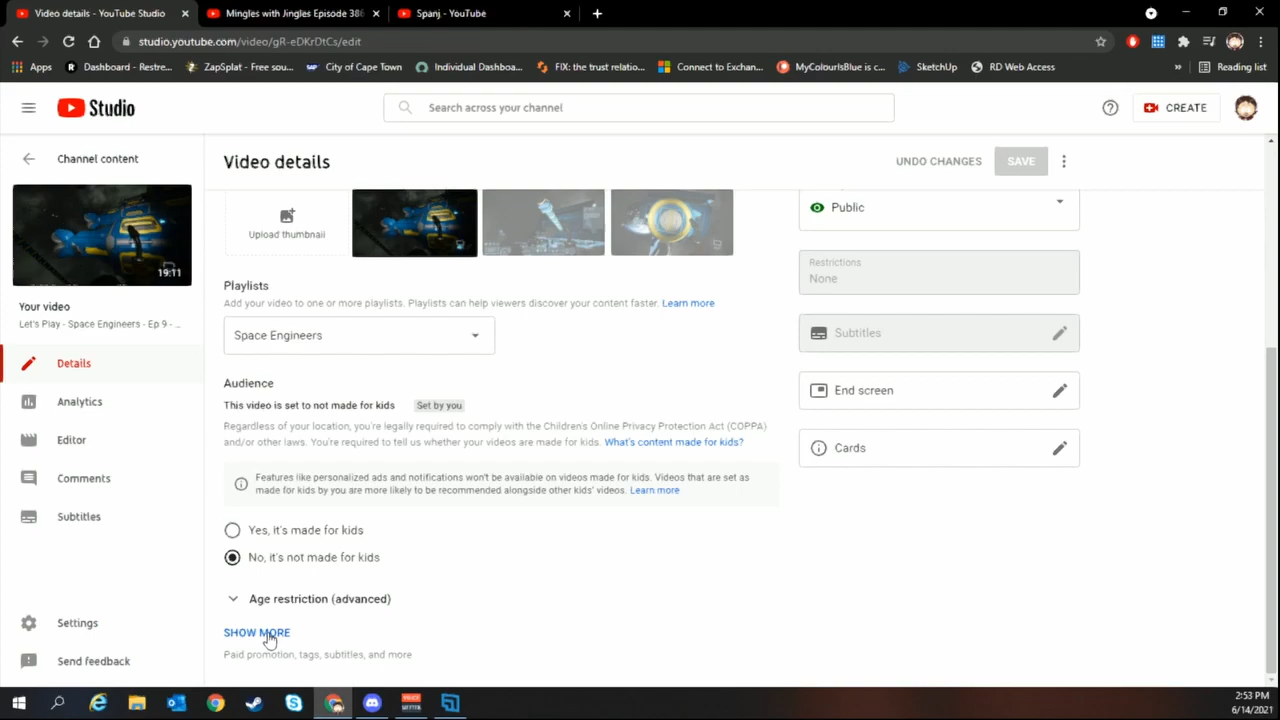 Video details - YouTube Studio
Mingles with Jingles Episode 386
Spanj - YouTube
studio.youtube.com/video/gR-eDKrDtCs/edit
Apps
Dashboard - Restre...
ZapSplat - Free sou...
City of Cape Town
Individual Dashboa...
FIX: the trust relatio...
Connect to Exchan...
MyColourIsBlue is c...
SketchUp
RD Web Access
»
Reading list
Studio
Search across your channel
CREATE
Channel content
Video details
UNDO CHANGES
SAVE
19:11
Upload thumbnail
Public
Restrictions
None
Playlists
Add your video to one or more playlists. Playlists can help viewers discover your content faster. Learn more
Space Engineers
Your video
Let's Play - Space Engineers - Ep 9 - ...
Subtitles
Details
Audience
This video is set to not made for kids Set by you
Regardless of your location, you're legally required to comply with the Children's Online Privacy Protection Act (COPPA)
and/or other laws. You're required to tell us whether your videos are made for kids. What's content made for kids?
End screen
Analytics
Editor
Cards
Features like personalized ads and notifications won't be available on videos made for kids. Videos that are set as
made for kids by you are more likely to be recommended alongside other kids' videos. Learn more
Comments
Subtitles
Yes, it's made for kids
No, it's not made for kids
Age restriction (advanced)
SHOW MORE
Paid promotion, tags, subtitles, and more
Settings
Send feedback
2:53 PM
6/14/2021